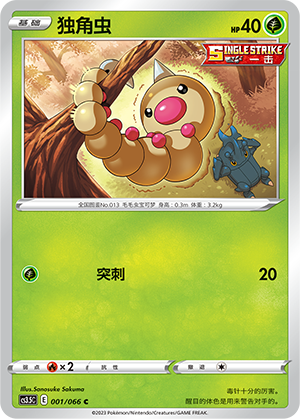 基础 独角虫 HP40
SINGLE STRIKE
一击
全国图鉴No.013 毛毛虫宝可梦 身高：0.3m 体重：3.2kg
突刺 20
弱点 ×2 抵抗力 撤退
Illus.Sanosuke Sakuma
CS3.5C E 001/066 C
毒针十分的厉害。
醒目的体色是用来警告对手的。
©2023 Pokémon/Nintendo/Creatures/GAME FREAK.